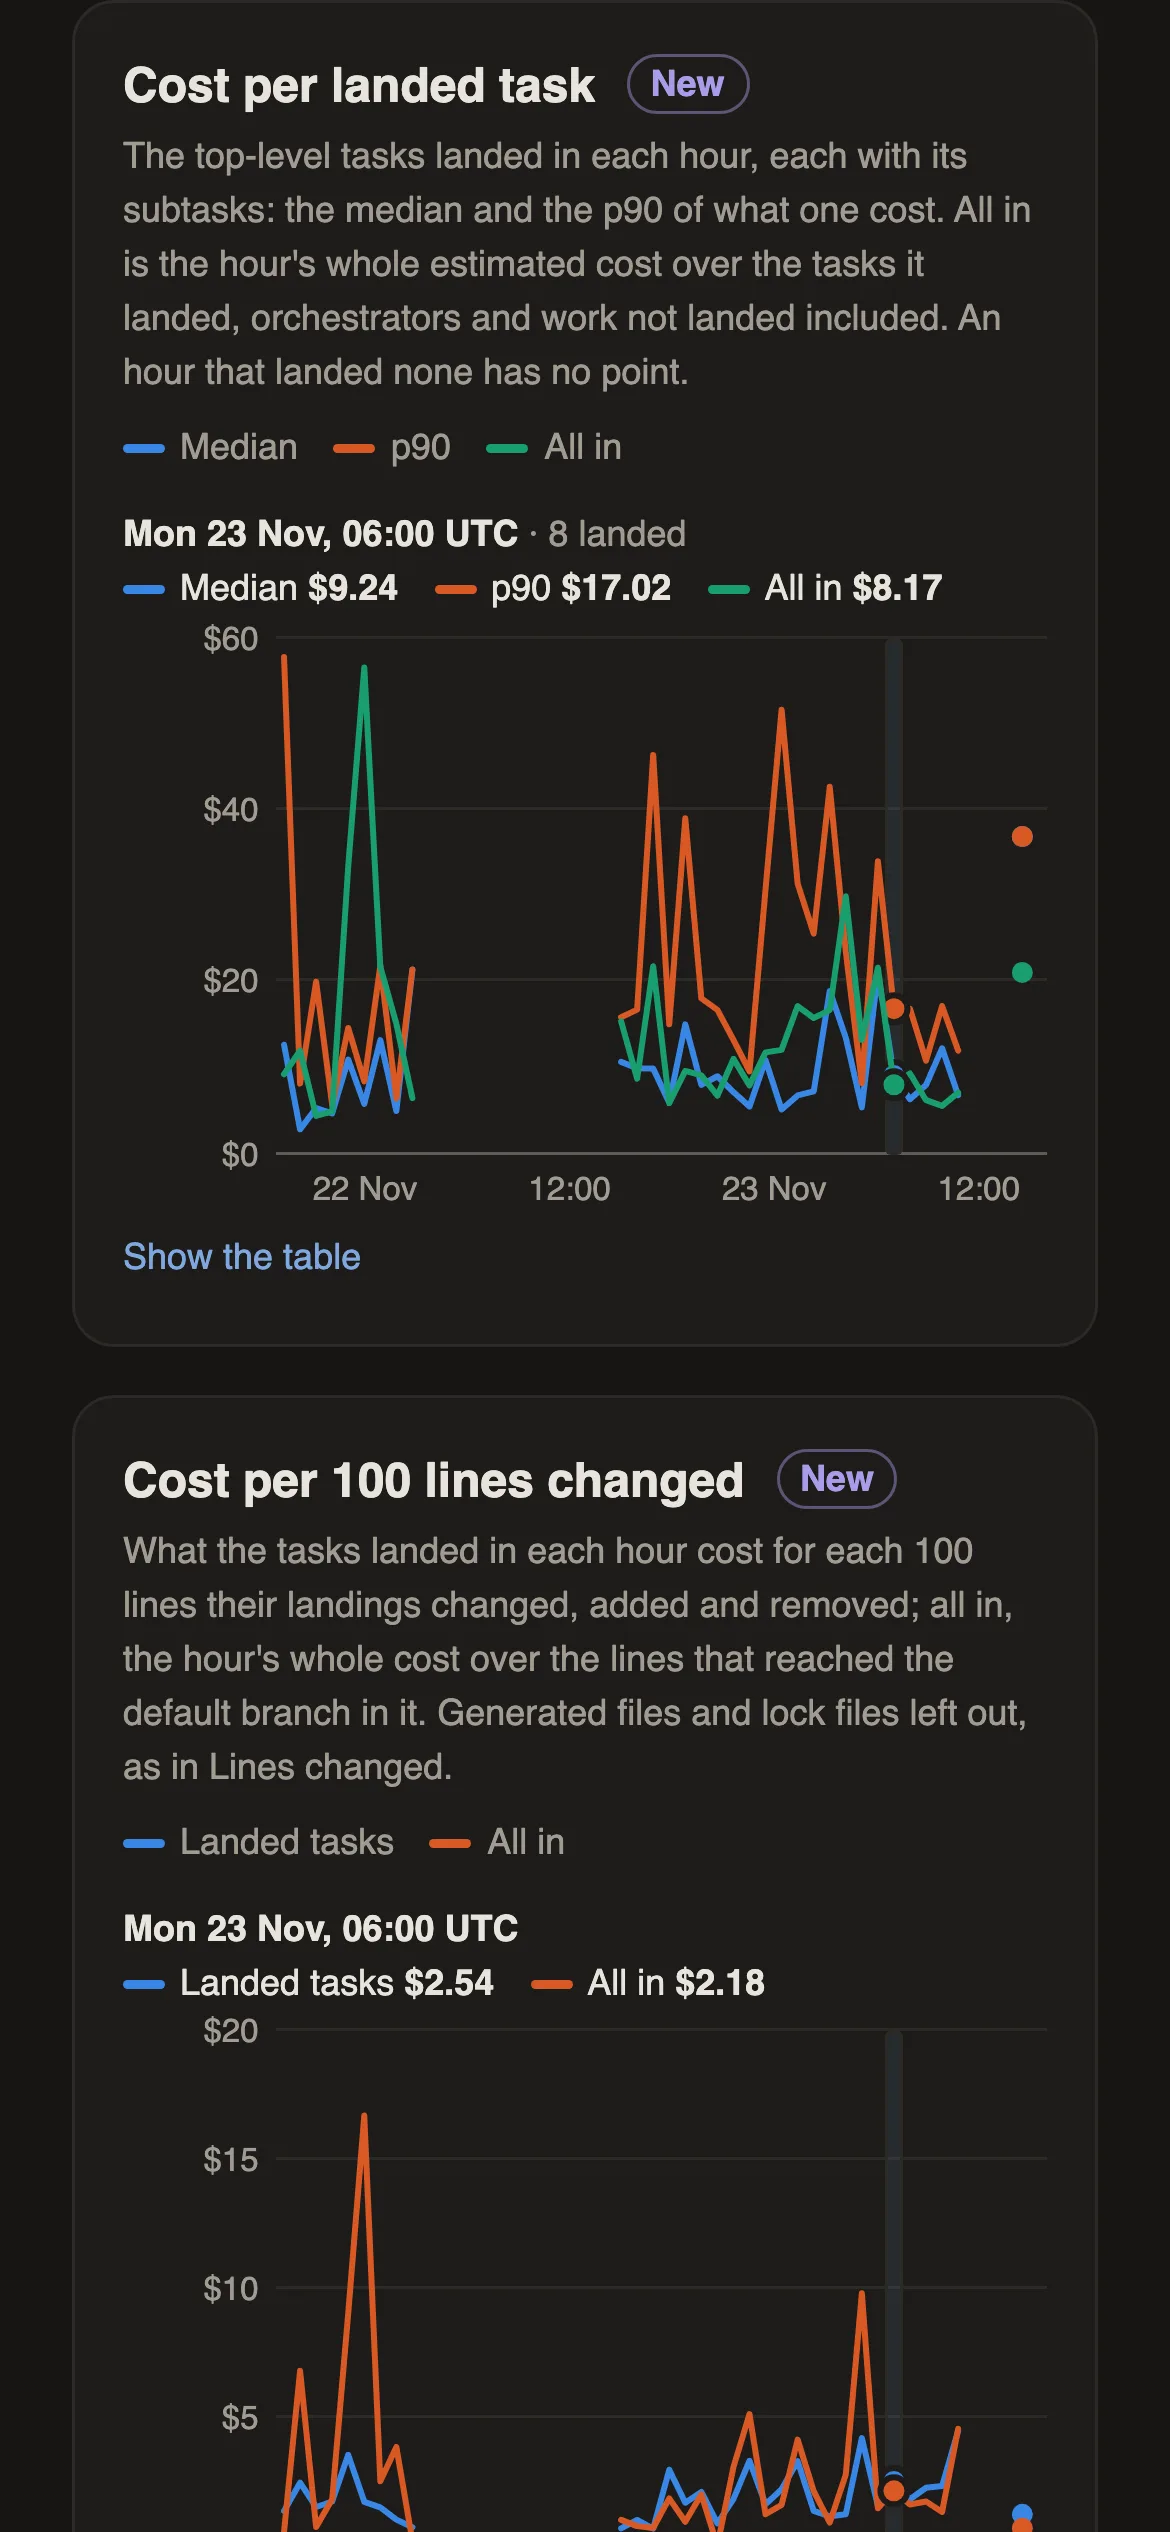 Cost per landed task New
The top-level tasks landed in each hour, each with its
subtasks: the median and the p90 of what one cost. All in
is the hour's whole estimated cost over the tasks it
landed, orchestrators and work not landed included. An
hour that landed none has no point.
Median p90 All in
Mon 23 Nov, 06:00 UTC · 8 landed
Median $9.24 p90 $17.02 All in $8.17
$60
$40
$20
$0
22 Nov 12:00 23 Nov 12:00
Show the table
Cost per 100 lines changed New
What the tasks landed in each hour cost for each 100
lines their landings changed, added and removed; all in,
the hour's whole cost over the lines that reached the
default branch in it. Generated files and lock files left out,
as in Lines changed.
Landed tasks All in
Mon 23 Nov, 06:00 UTC
Landed tasks $2.54 All in $2.18
$20
$15
$10
$5